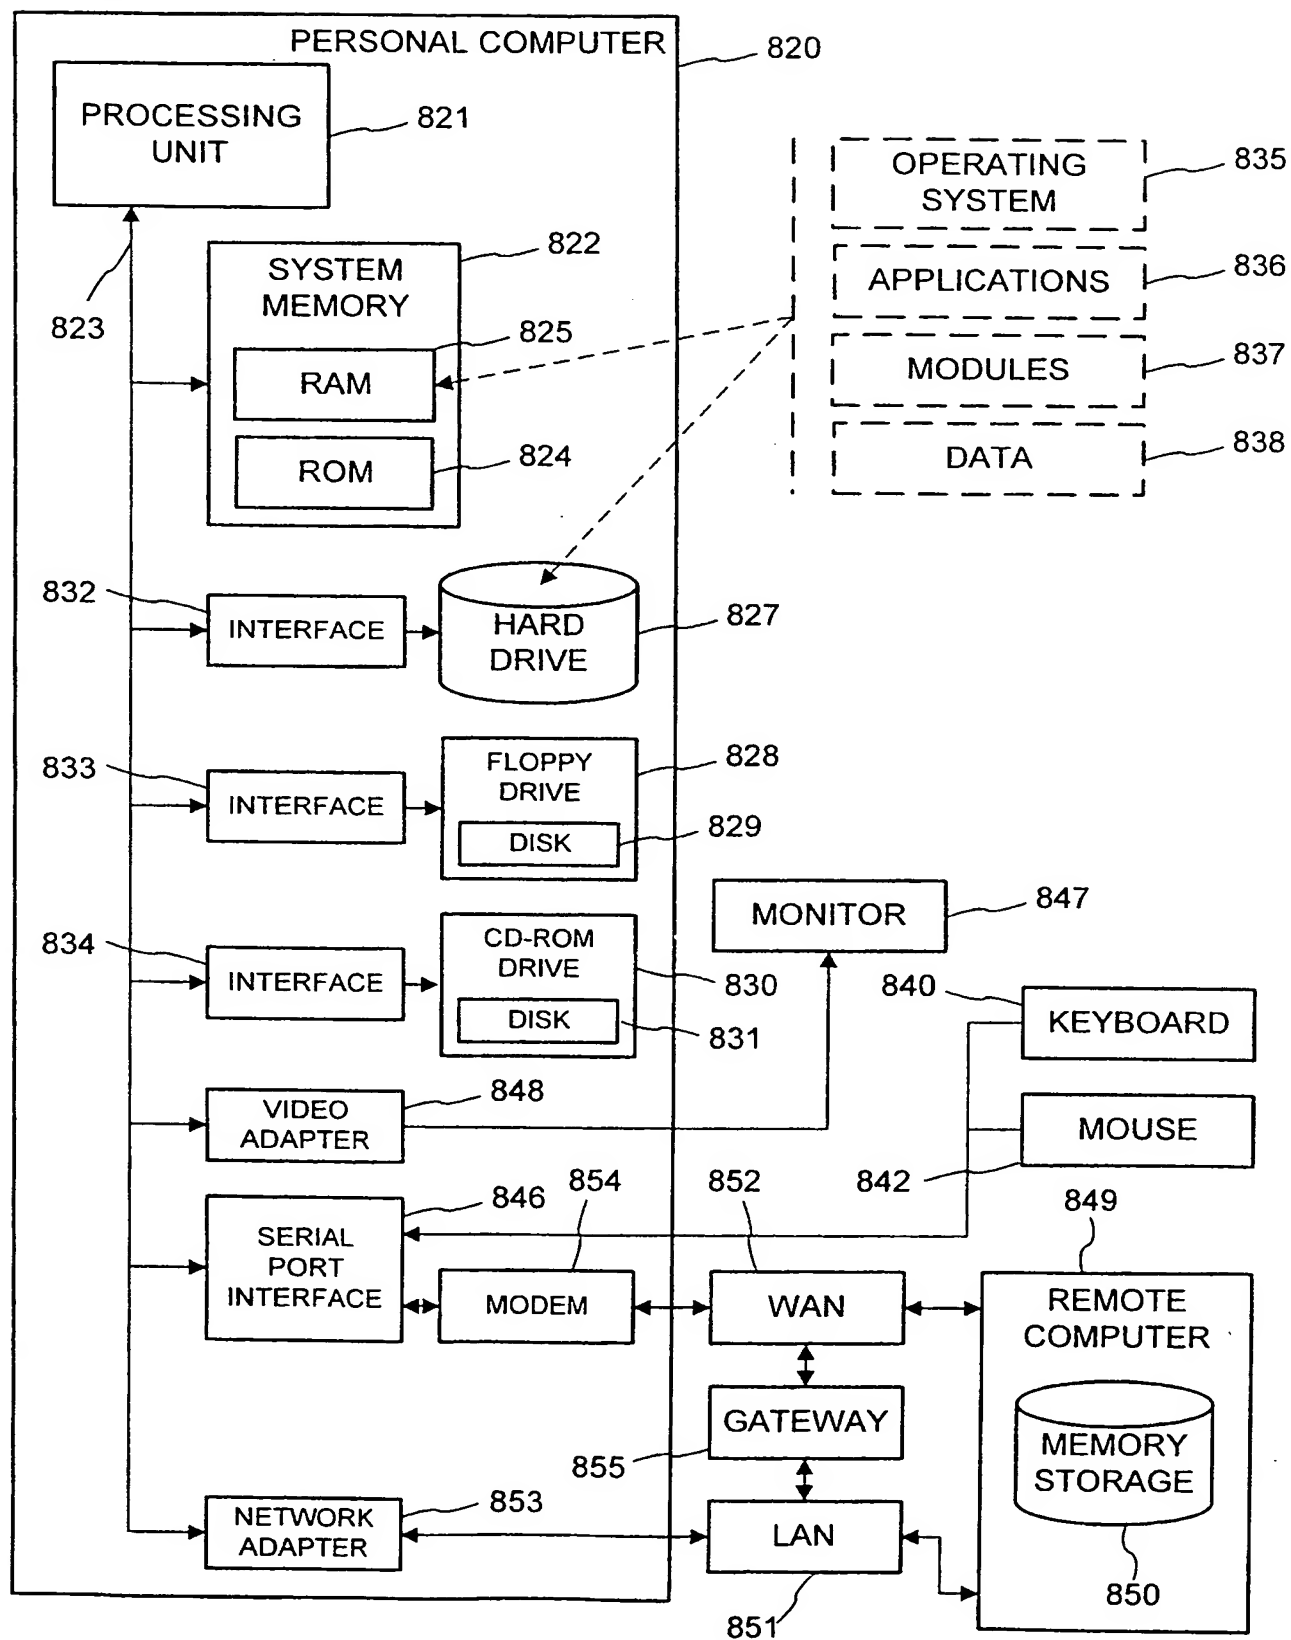 PERSONAL COMPUTER
820
PROCESSING
UNIT
821
823
SYSTEM
MEMORY
822
RAM
825
ROM
824
OPERATING
SYSTEM
835
APPLICATIONS
836
MODULES
837
DATA
838
832
INTERFACE
HARD
DRIVE
827
833
INTERFACE
FLOPPY
DRIVE
828
DISK
829
834
INTERFACE
CD-ROM
DRIVE
830
DISK
831
MONITOR
847
840
KEYBOARD
MOUSE
842
VIDEO
ADAPTER
848
SERIAL
PORT
INTERFACE
846
MODEM
854
WAN
852
849
REMOTE
COMPUTER
MEMORY
STORAGE
850
GATEWAY
855
NETWORK
ADAPTER
853
LAN
851